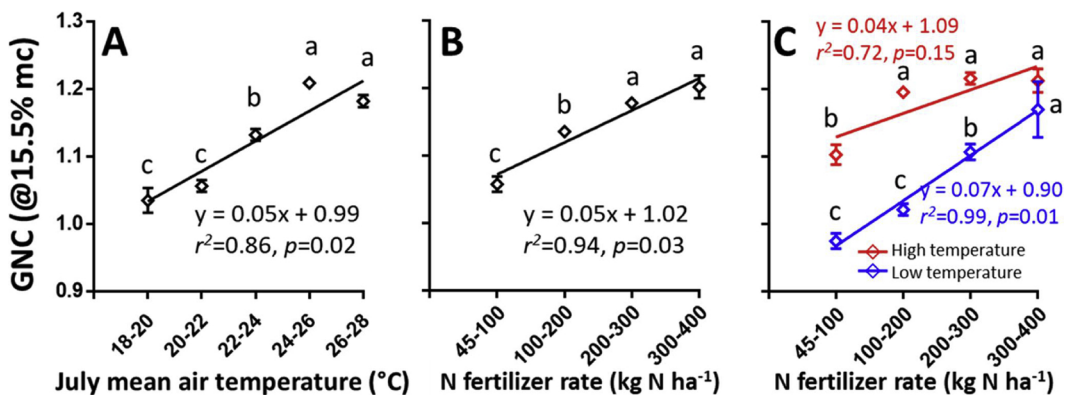 A
B
C
GNC (@15.5% mc)
1.3
1.2
1.1
1.0
0.9
c
c
b
a
a
y = 0.05x + 0.99
r²=0.86, p=0.02
18-20
20-22
22-24
24-26
26-28
July mean air temperature (°C)
c
b
a
a
y = 0.05x + 1.02
r²=0.94, p=0.03
45-100
100-200
200-300
300-400
N fertilizer rate (kg N ha⁻¹)
y = 0.04x + 1.09
r²=0.72, p=0.15
b
a
a
a
c
c
b
a
y = 0.07x + 0.90
r²=0.99, p=0.01
High temperature
Low temperature
45-100
100-200
200-300
300-400
N fertilizer rate (kg N ha⁻¹)